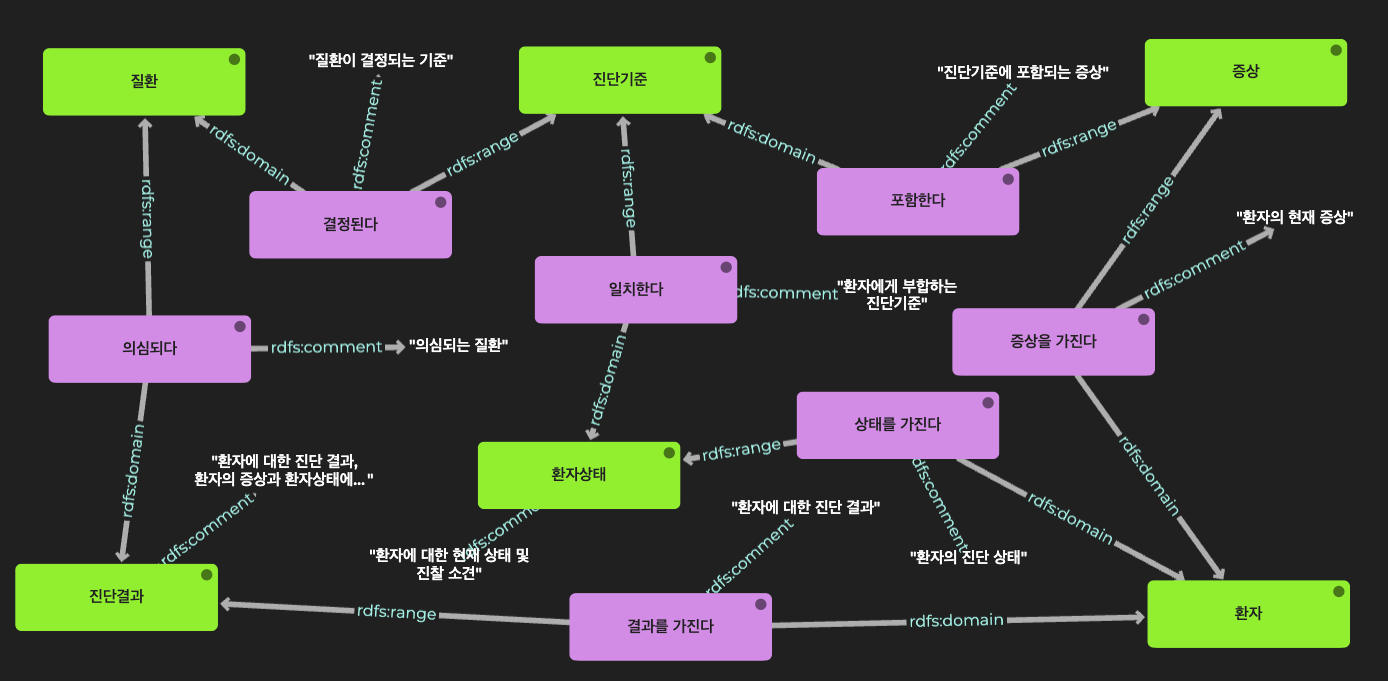 질환
"질환이 결정되는 기준"
진단기준
"진단기준에 포함되는 증상"
증상
rdfs:domain
rdfs:comment
rdfs:range
rdfs:domain
rdfs:comment
rdfs:range
rdfs:range
rdfs:range
rdfs:range
결정된다
포함한다
"환자의 현재 증상"
rdfs:comment
일치한다
rdfs:comment
"환자에게 부합하는
진단기준"
의심되다
rdfs:comment
"의심되는 질환"
증상을 가진다
rdfs:domain
rdfs:domain
rdfs:domain
상태를 가진다
rdfs:range
환자상태
"환자에 대한 진단 결과,
환자의 증상과 환자상태에... "
rdfs:comment
rdfs:comment
rdfs:domain
"환자에 대한 진단 결과"
"환자에 대한 현재 상태 및
진찰 소견"
rdfs:comme
rdfs:comment
"환자의 진단 상태"
진단결과
rdfs:range
결과를 가진다
rdfs:domain
환자